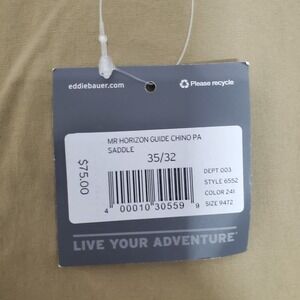 eddiebauer.com
Please recycle
MR HORIZON GUIDE CHINO PA
SADDLE
35/32
$75.00
DEPT 003
STYLE 6552
COLOR 241
SIZE 9472
4 00010 30559 9
LIVE YOUR ADVENTURE